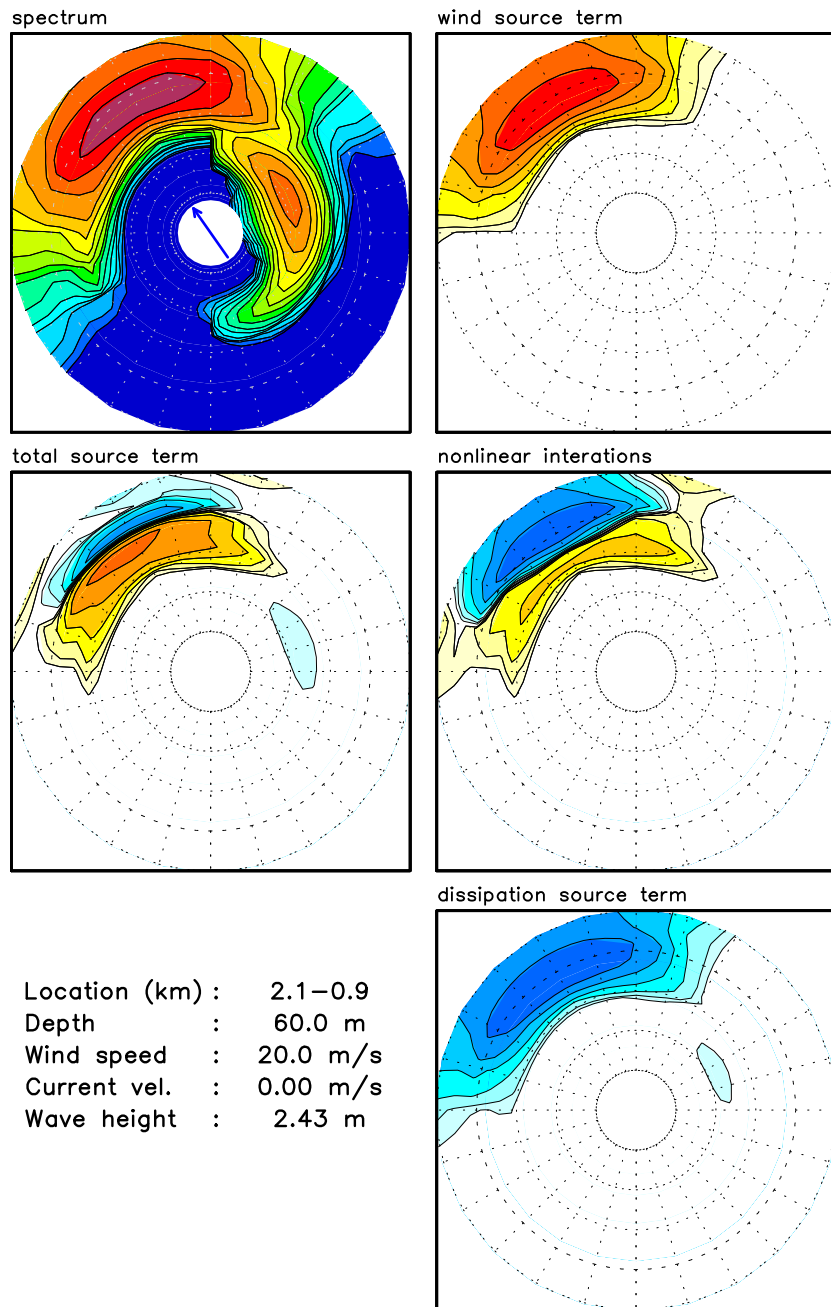 spectrum
wind source term
total source term
nonlinear interations
dissipation source term
Location (km) : 2.1-0.9
Depth : 60.0 m
Wind speed : 20.0 m/s
Current vel. : 0.00 m/s
Wave height : 2.43 m